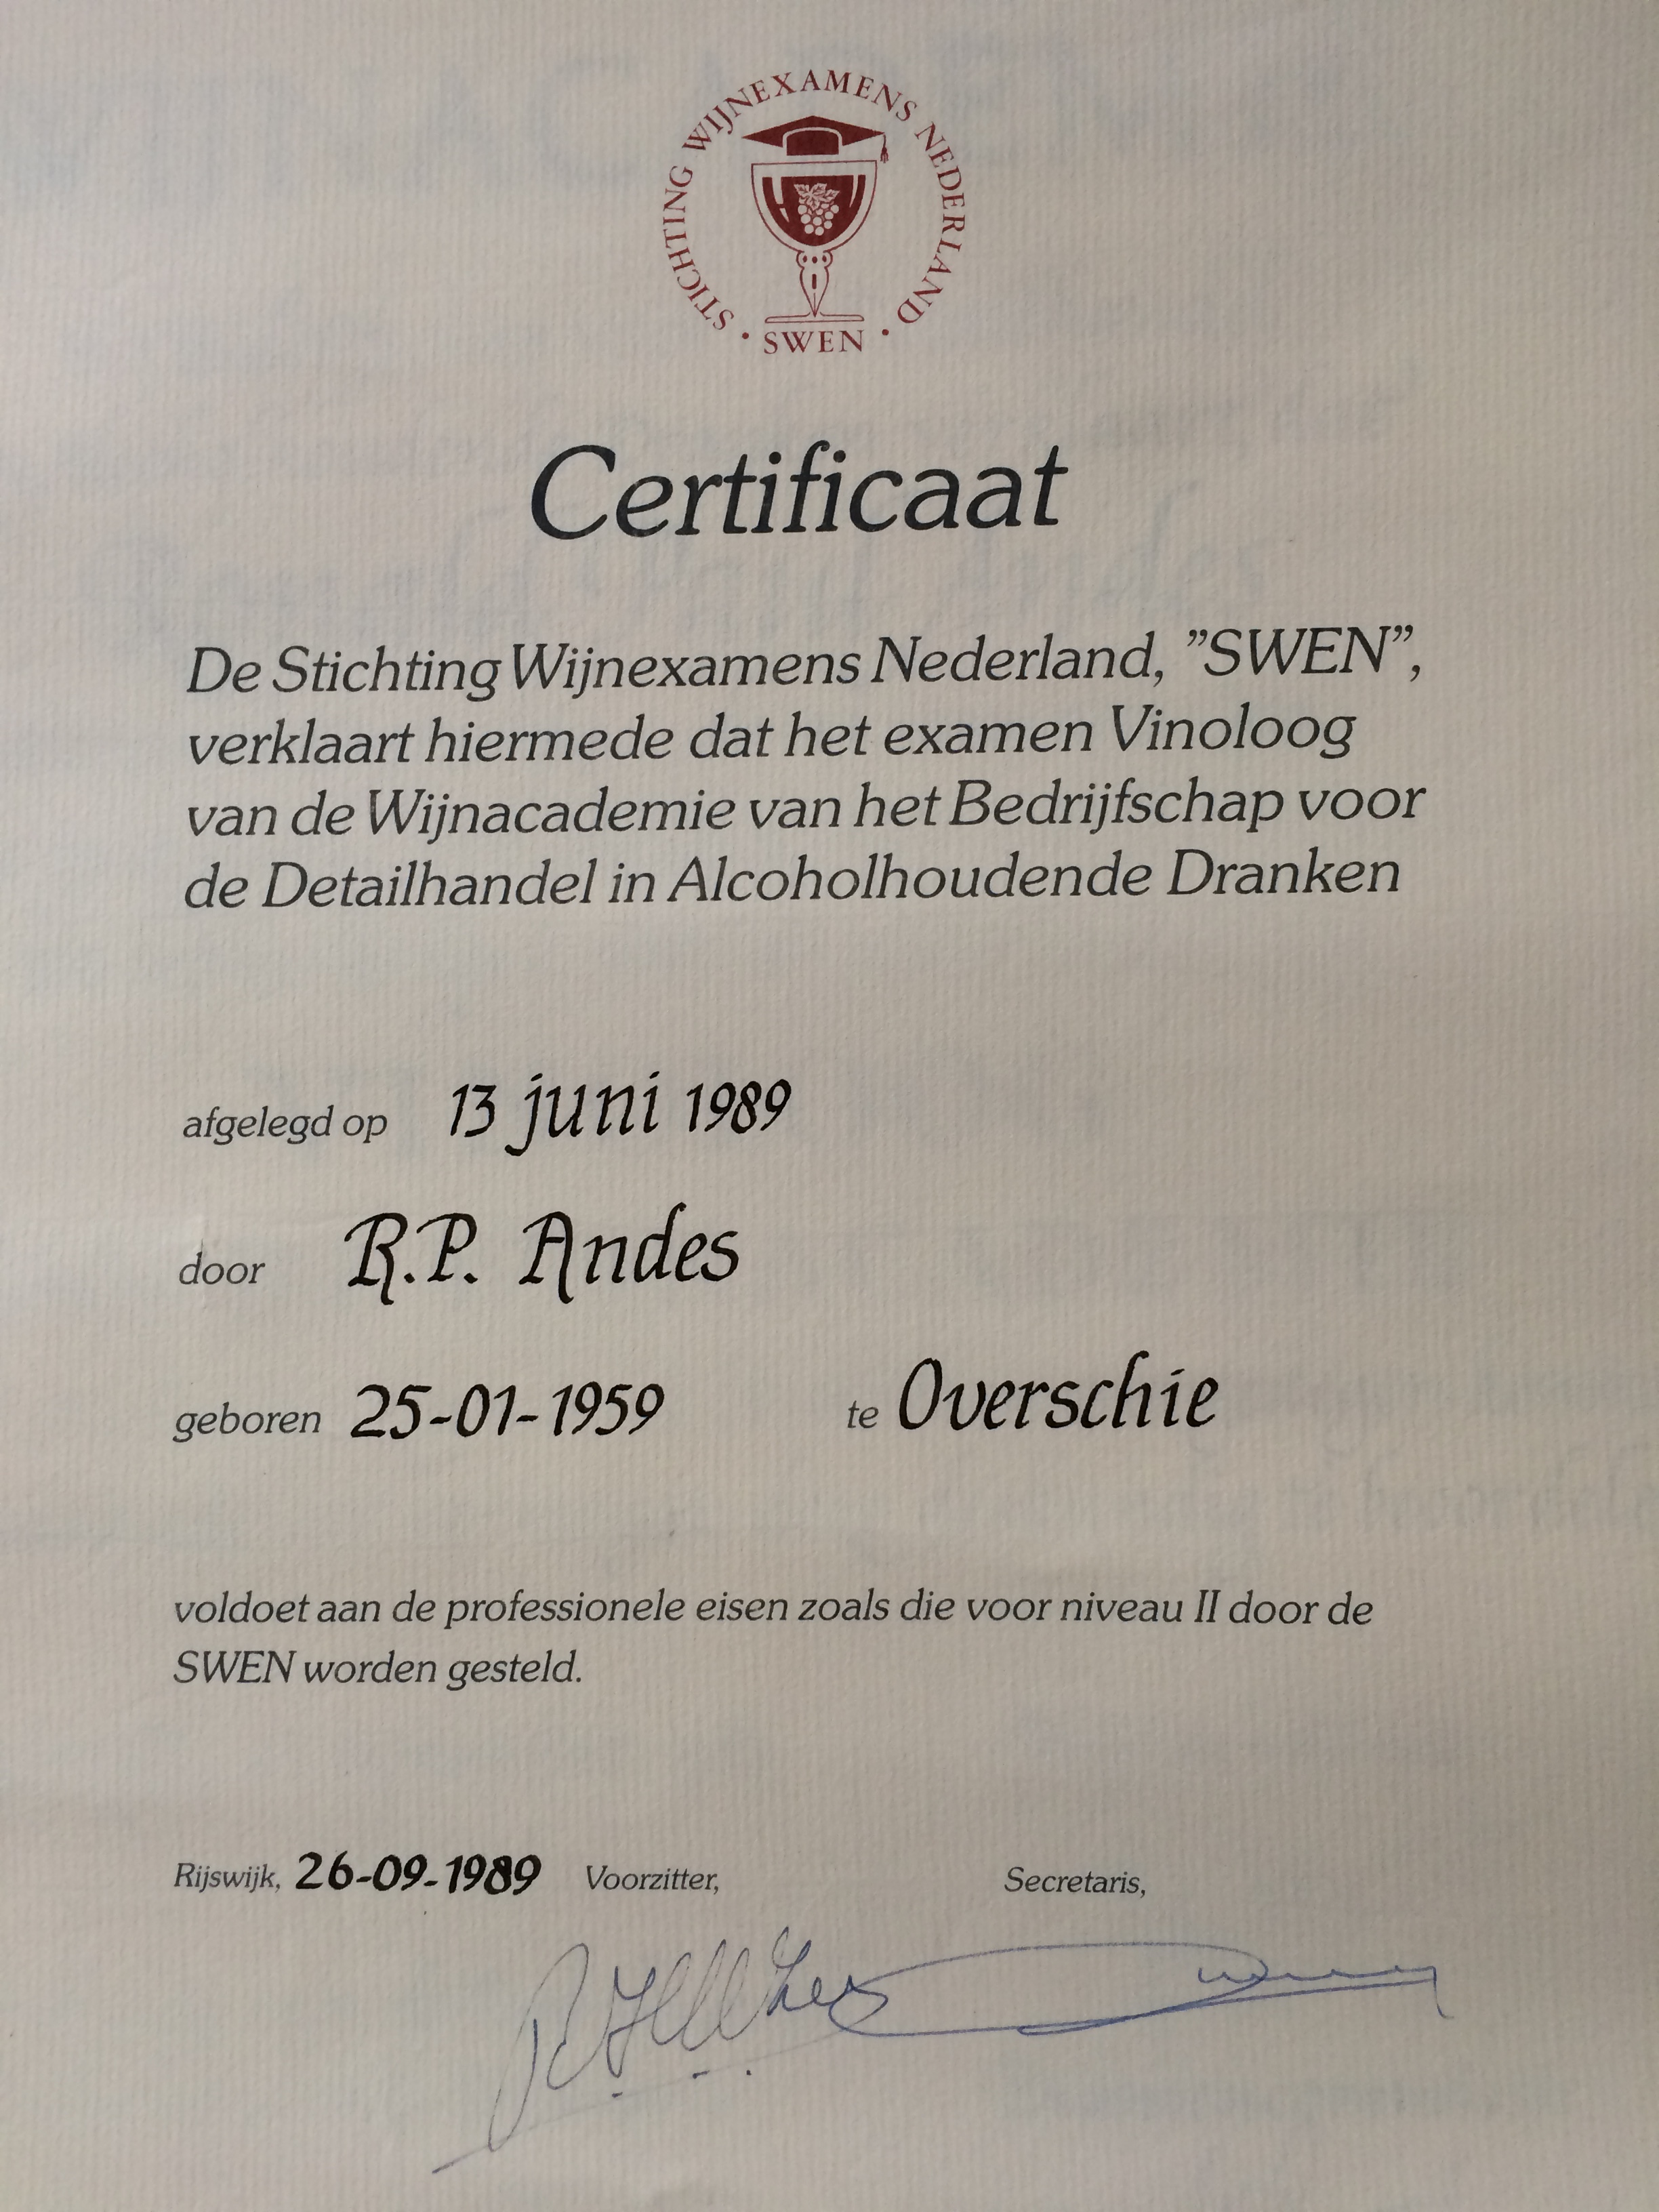 STICHTING WIJNEXAMENS NEDERLAND
• SWEN •
Certificaat
De Stichting Wijnexamens Nederland, ”SWEN”,
verklaart hiermede dat het examen Vinoloog
van de Wijnacademie van het Bedrijfschap voor
de Detailhandel in Alcoholhoudende Dranken
afgelegd op 13 juni 1989
door R.P. Andes
geboren 25-01-1959 te Overschie
voldoet aan de professionele eisen zoals die voor niveau II door de
SWEN worden gesteld.
Rijswijk, 26-09-1989 Voorzitter, Secretaris,